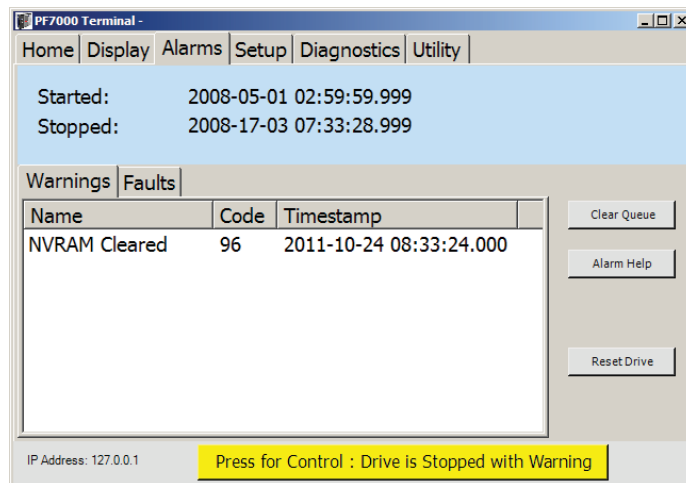 PF7000 Terminal -
Home Display Alarms Setup Diagnostics Utility
Started: 2008-05-01 02:59:59.999
Stopped: 2008-17-03 07:33:28.999
Warnings Faults
Name Code Timestamp
NVRAM Cleared 96 2011-10-24 08:33:24.000
Clear Queue
Alarm Help
Reset Drive
IP Address: 127.0.0.1
Press for Control : Drive is Stopped with Warning